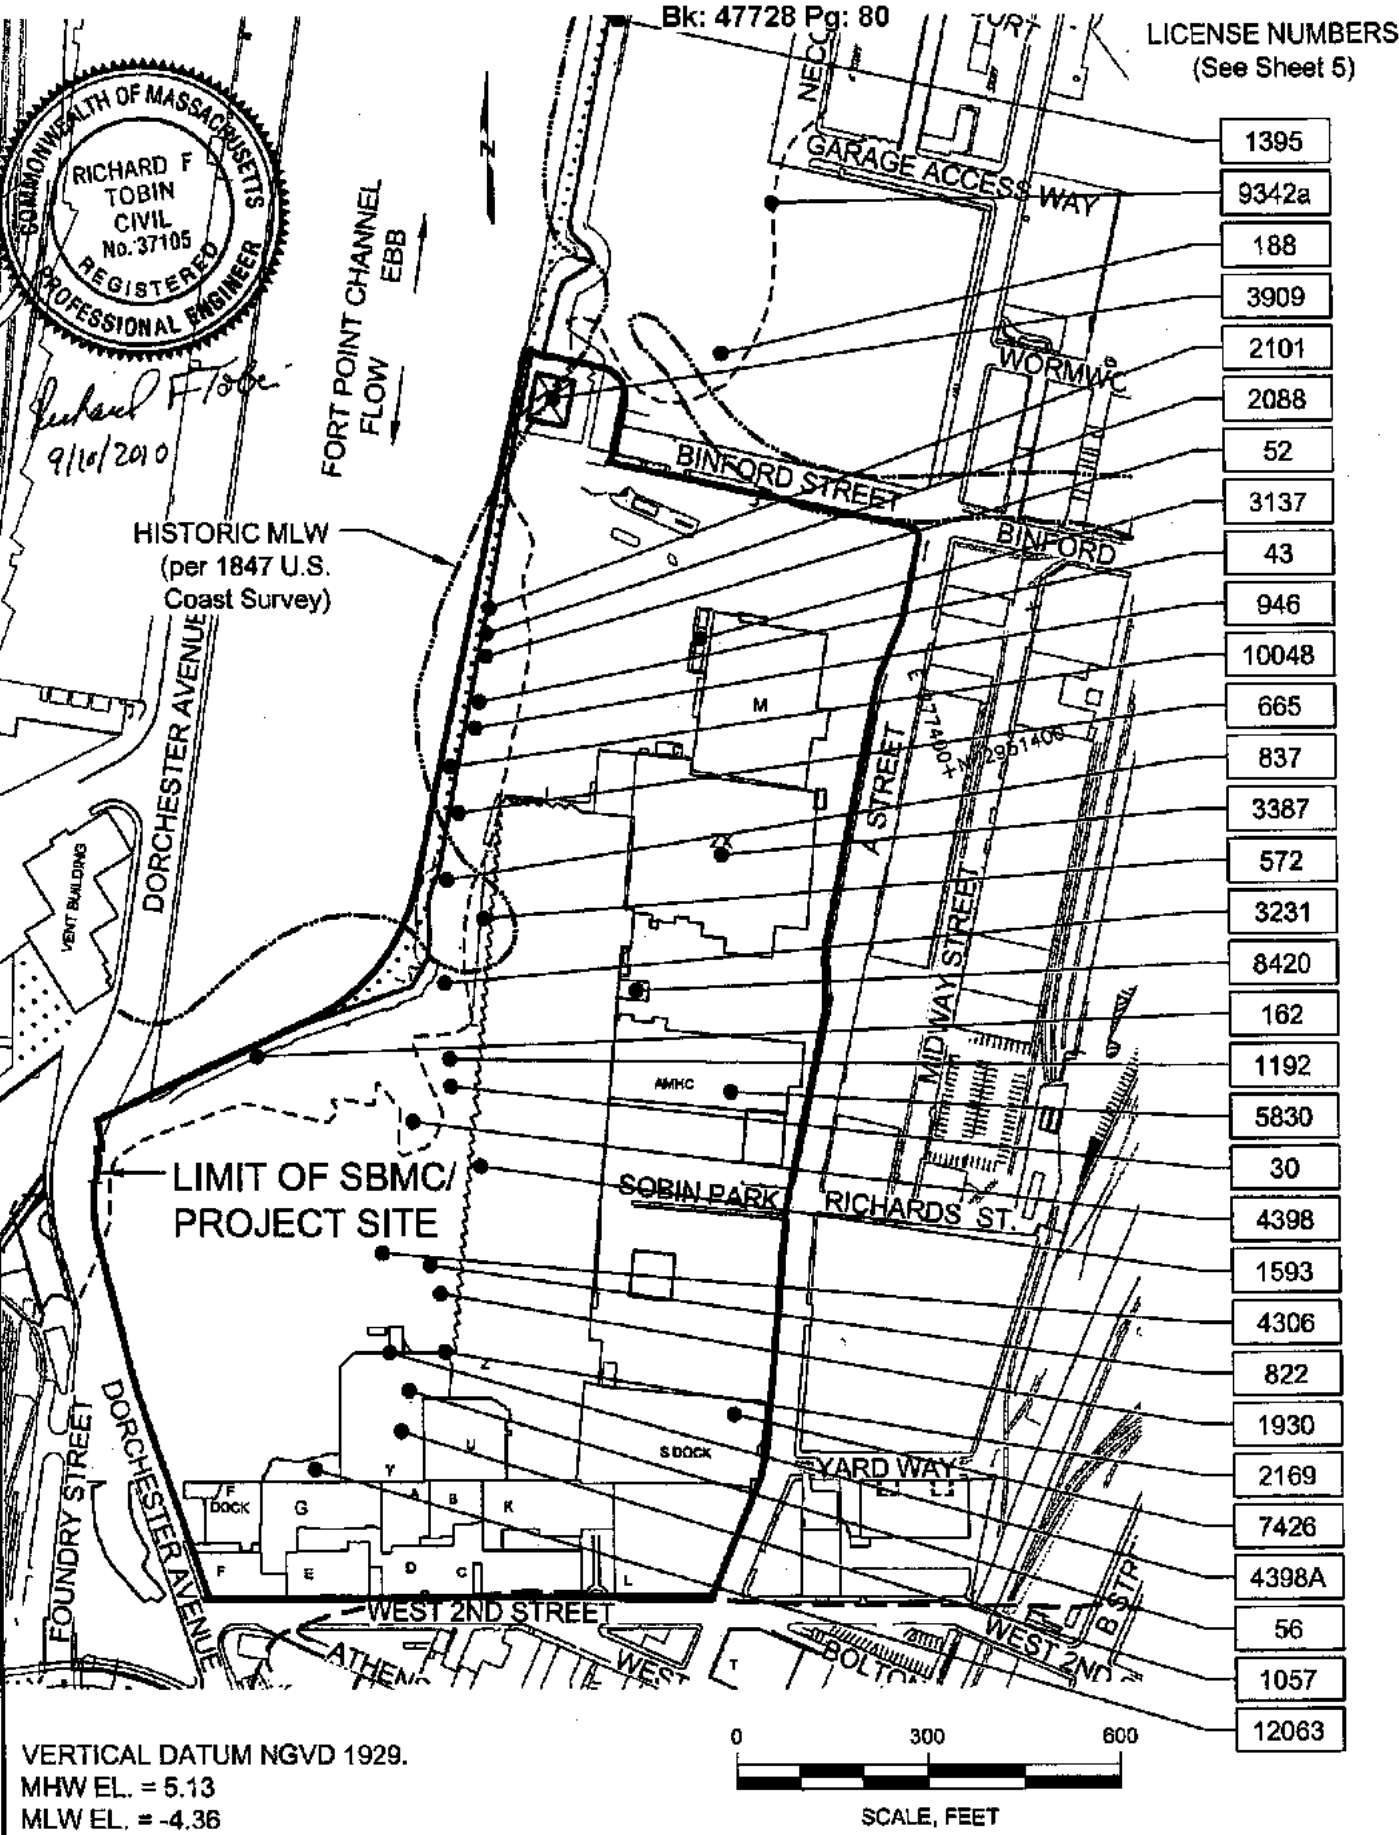 Bk: 47728 Pg: 80
LICENSE NUMBERS
(See Sheet 5)
COMMONWEALTH OF MASSACHUSETTS
RICHARD F
TOBIN
CIVIL
No. 37105
REGISTERED
PROFESSIONAL ENGINEER
9/10/2010
N
FORT POINT CHANNEL
EBB
FLOW
NECCO
GARAGE ACCESS WAY
WORMWO
BINFORD STREET
BINFORD
HISTORIC MLW
(per 1847 U.S.
Coast Survey)
DORCHESTER AVENUE
VENT BUILDING
A STREET
MIDWAY STREET
M
AMHC
SOBIN PARK
RICHARDS ST.
LIMIT OF SBMC/
PROJECT SITE
Z
U
Y
S DOCK
YARD WAY
F
DOCK
G
A
B
K
F
E
D
C
L
FOUNDRY STREET
DORCHESTER AVENUE
WEST 2ND STREET
ATHENS
WEST
T
BOLTON
WEST 2ND
B STR
1395
9342a
188
3909
2101
2088
52
3137
43
946
10048
665
837
3387
572
3231
8420
162
1192
5830
30
4398
1593
4306
822
1930
2169
7426
4398A
56
1057
12063
VERTICAL DATUM NGVD 1929.
MHW EL. = 5.13
MLW EL. = -4.36
0 300 600
SCALE, FEET